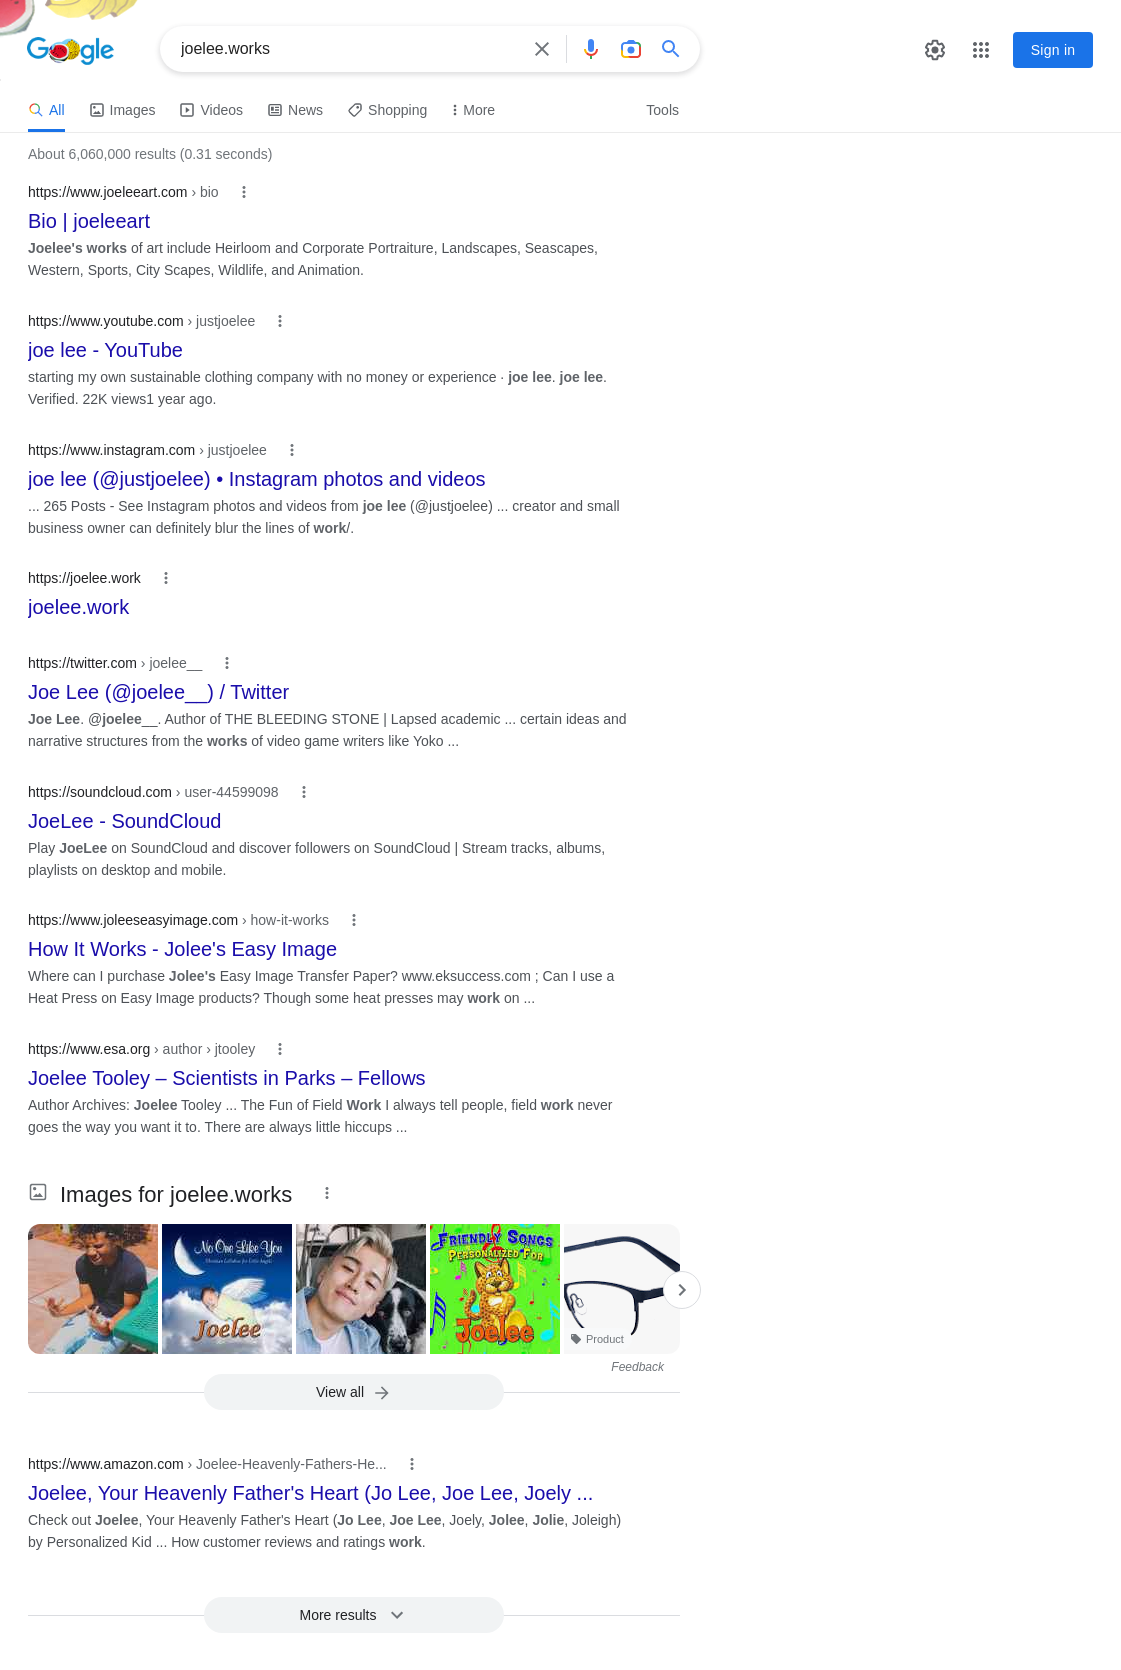 Google
joelee.works
Sign in
All
Images
Videos
News
Shopping
More
Tools
About 6,060,000 results (0.31 seconds)
https://www.joeleeart.com › bio
Bio | joeleeart
Joelee's works of art include Heirloom and Corporate Portraiture, Landscapes, Seascapes,
Western, Sports, City Scapes, Wildlife, and Animation.
https://www.youtube.com › justjoelee
joe lee - YouTube
starting my own sustainable clothing company with no money or experience · joe lee. joe lee.
Verified. 22K views1 year ago.
https://www.instagram.com › justjoelee
joe lee (@justjoelee) • Instagram photos and videos
... 265 Posts - See Instagram photos and videos from joe lee (@justjoelee) ... creator and small
business owner can definitely blur the lines of work/.
https://joelee.work
joelee.work
https://twitter.com › joelee__
Joe Lee (@joelee__) / Twitter
Joe Lee. @joelee__. Author of THE BLEEDING STONE | Lapsed academic ... certain ideas and
narrative structures from the works of video game writers like Yoko ...
https://soundcloud.com › user-44599098
JoeLee - SoundCloud
Play JoeLee on SoundCloud and discover followers on SoundCloud | Stream tracks, albums,
playlists on desktop and mobile.
https://www.joleeseasyimage.com › how-it-works
How It Works - Jolee's Easy Image
Where can I purchase Jolee's Easy Image Transfer Paper? www.eksuccess.com ; Can I use a
Heat Press on Easy Image products? Though some heat presses may work on ...
https://www.esa.org › author › jtooley
Joelee Tooley – Scientists in Parks – Fellows
Author Archives: Joelee Tooley ... The Fun of Field Work I always tell people, field work never
goes the way you want it to. There are always little hiccups ...
Images for joelee.works
No One Like You
Christian Lullabies for Little Angels
Joelee
FRIENDLY SONGS
PERSONALIZED FOR
Joelee
Product
Feedback
View all
https://www.amazon.com › Joelee-Heavenly-Fathers-He...
Joelee, Your Heavenly Father's Heart (Jo Lee, Joe Lee, Joely ...
Check out Joelee, Your Heavenly Father's Heart (Jo Lee, Joe Lee, Joely, Jolee, Jolie, Joleigh)
by Personalized Kid ... How customer reviews and ratings work.
More results